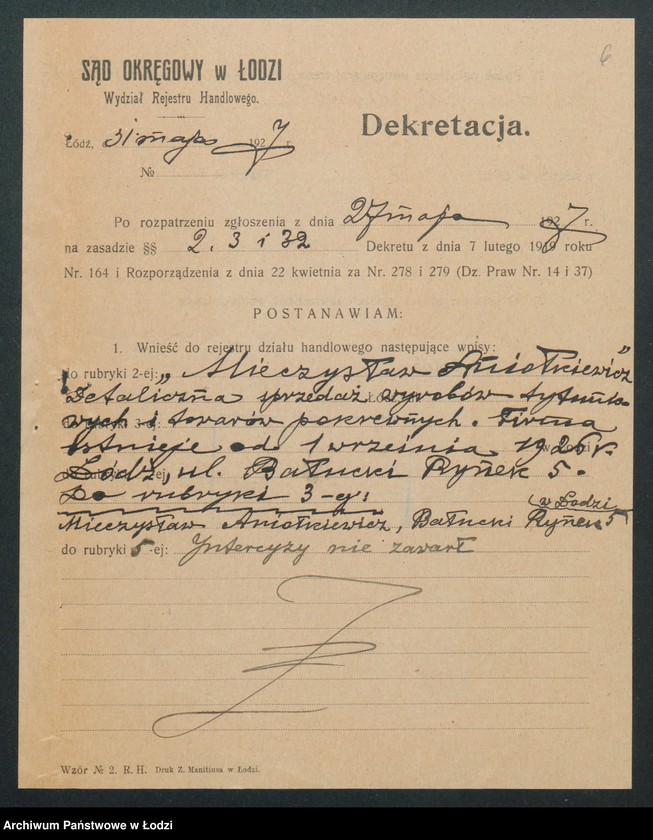 6
SĄD OKRĘGOWY w ŁODZI
Wydział Rejestru Handlowego.
Łódź, d. 31 maja 1927 r.
Dekretacja.
№
Po rozpatrzeniu zgłoszenia z dnia 27 maja 1927 r.
na zasadzie §§ 2. 3 i 32 Dekretu z dnia 7 lutego 1919 roku
Nr. 164 i Rozporządzenia z dnia 22 kwietnia za Nr. 278 i 279 (Dz. Praw Nr. 14 i 37)
POSTANAWIAM:
1. Wnieść do rejestru działu handlowego następujące wpisy:
do rubryki 2-ej: „Mieczysław Aniołkiewicz”
Detaliczna sprzedaż wyrobów tytunio-
wych i towarów pokrewnych. Firma
istnieje od 1 września 1926 r.
Łódź, ul. Bałucki Rynek 5.
Do rubryki 3-ej:
Mieczysław Aniołkiewicz, Bałucki Rynek 5 (w Łodzi
do rubryki 5-ej: Intercyzy nie zawarł
Wzór № 2. R. H. Druk Z. Manitiusa w Łodzi.
Archiwum Państwowe w Łodzi